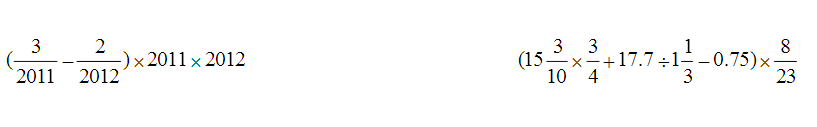 (3/2011 − 2/2012) × 2011 × 2012
(15 3/10 × 3/4 + 17.7 ÷ 1 1/3 − 0.75) × 8/23